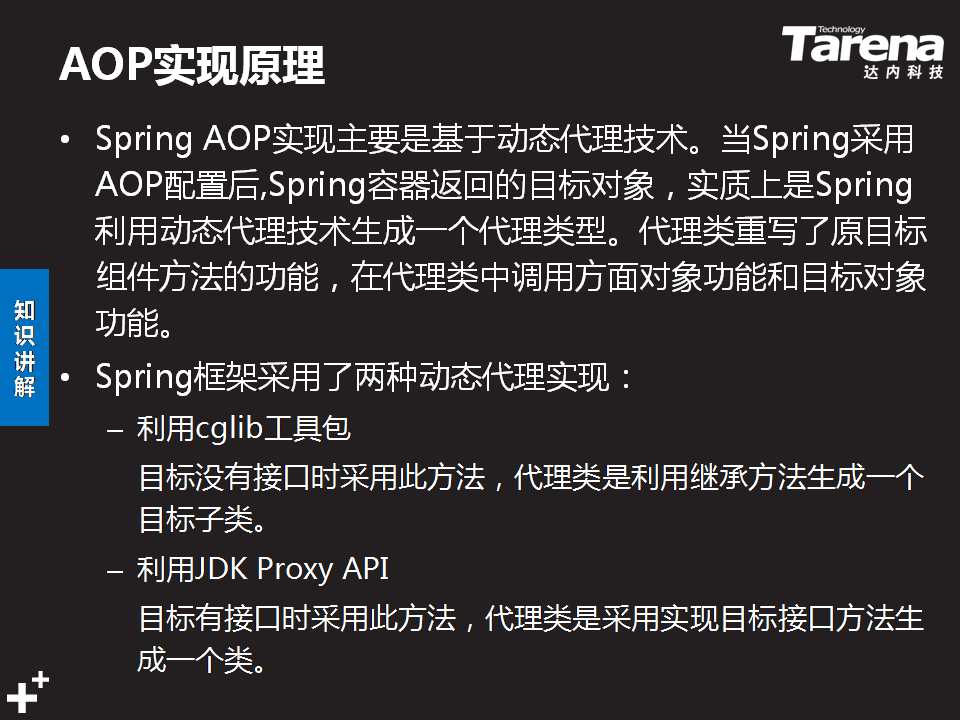 AOP实现原理
Technology
Tarena
达内科技
• Spring AOP实现主要是基于动态代理技术。当Spring采用
AOP配置后,Spring容器返回的目标对象，实质上是Spring
利用动态代理技术生成一个代理类型。代理类重写了原目标
组件方法的功能，在代理类中调用方面对象功能和目标对象
功能。
知识讲解
• Spring框架采用了两种动态代理实现：
– 利用cglib工具包
目标没有接口时采用此方法，代理类是利用继承方法生成一个
目标子类。
– 利用JDK Proxy API
目标有接口时采用此方法，代理类是采用实现目标接口方法生
成一个类。